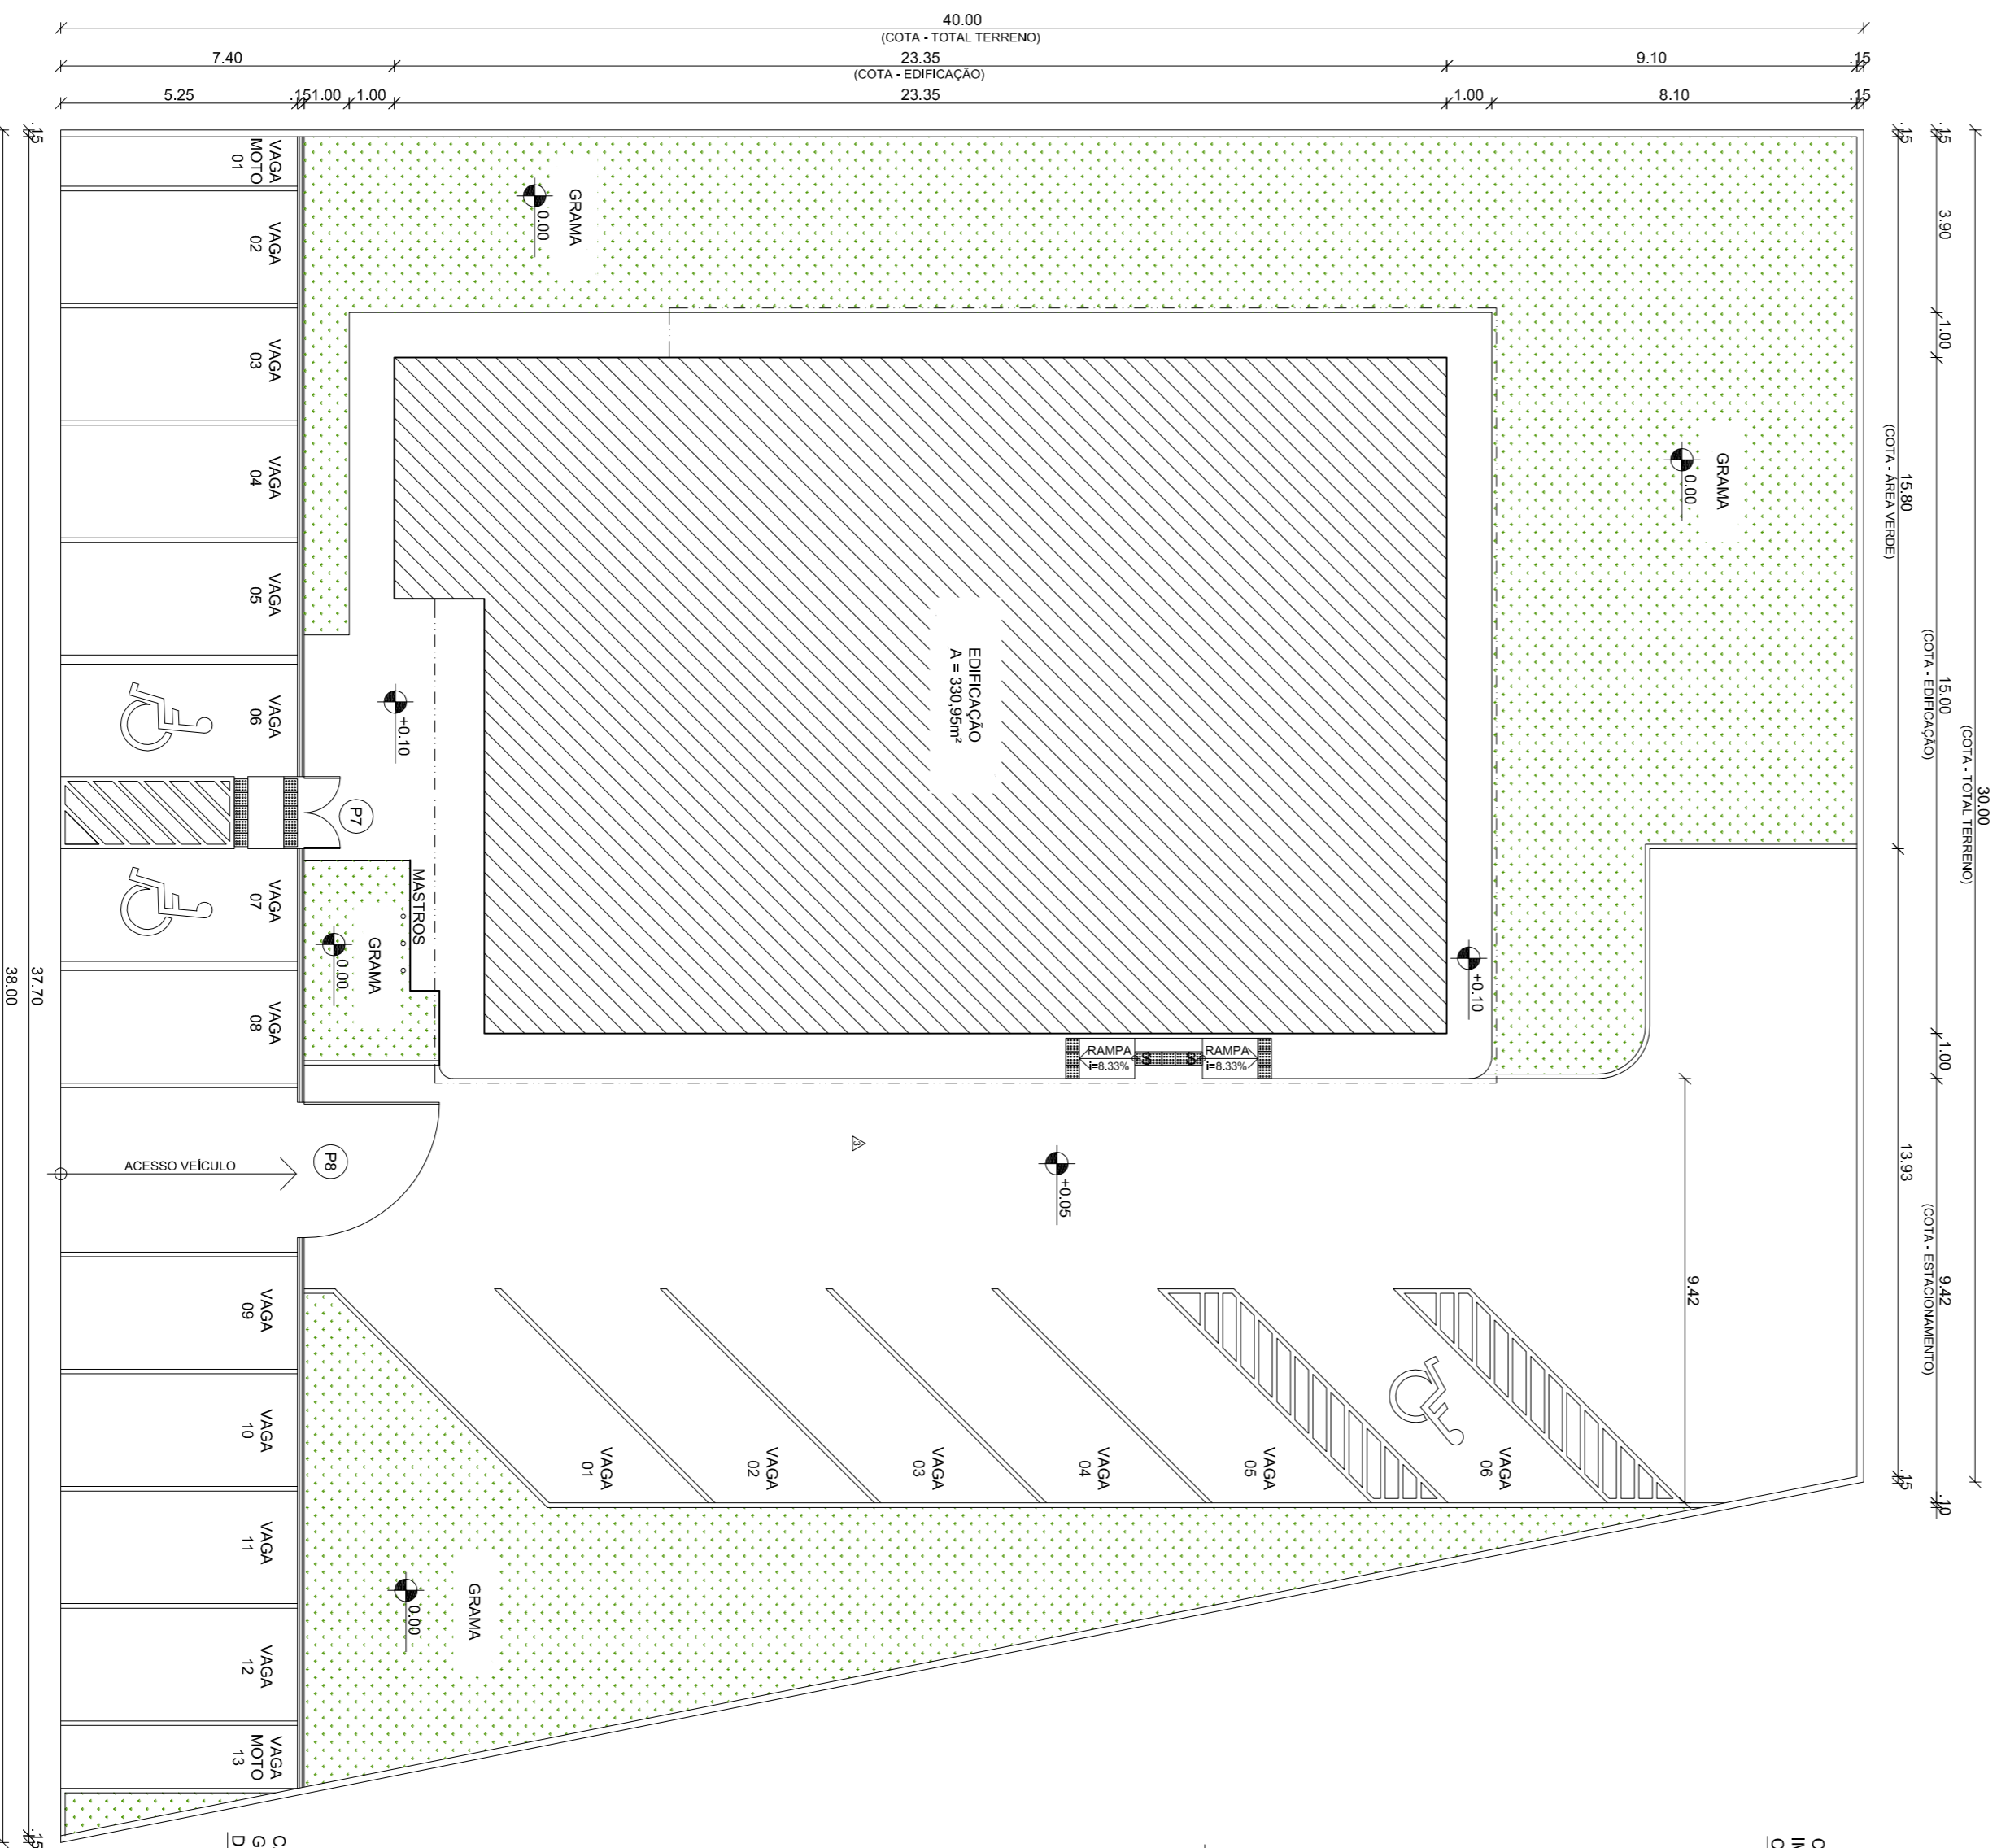 40.00
(COTA - TOTAL TERRENO)
7.40
23.35
(COTA - EDIFICAÇÃO)
9.10
.15
5.25
.15
1.00
1.00
23.35
1.00
8.10
.15
.15
.15
3.90
1.00
15.80
(COTA - ÁREA VERDE)
15.00
(COTA - EDIFICAÇÃO)
30.00
(COTA - TOTAL TERRENO)
1.00
13.93
9.42
(COTA - ESTACIONAMENTO)
.15
.10
9.42
.15
37.70
38.00
.15
VAGA
MOTO
01
VAGA
02
VAGA
03
VAGA
04
VAGA
05
VAGA
06
VAGA
07
VAGA
08
ACESSO VEÍCULO
VAGA
09
VAGA
10
VAGA
11
VAGA
12
VAGA
MOTO
13
GRAMA
0.00
GRAMA
0.00
EDIFICAÇÃO
A = 330,95m²
+0.10
P7
MASTROS
GRAMA
0.00
+0.10
RAMPA
i=8.33%
S
S
RAMPA
i=8.33%
P8
3
+0.05
VAGA
01
VAGA
02
VAGA
03
VAGA
04
VAGA
05
VAGA
06
GRAMA
0.00
C
G
D
C
IN
C